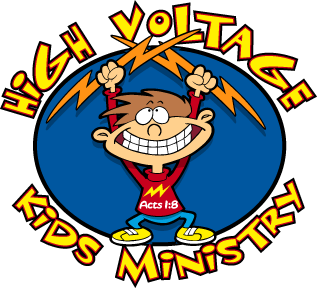 HIGH VOLTAGE
Acts 1:8
KIDS MINISTRY